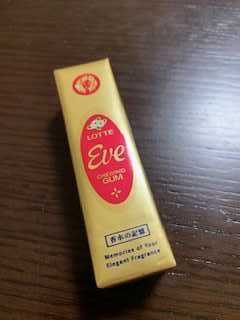 LOTTE
Eve
CHEWING
GUM
香水の記憶
Memories of Your
Elegant Fragrance